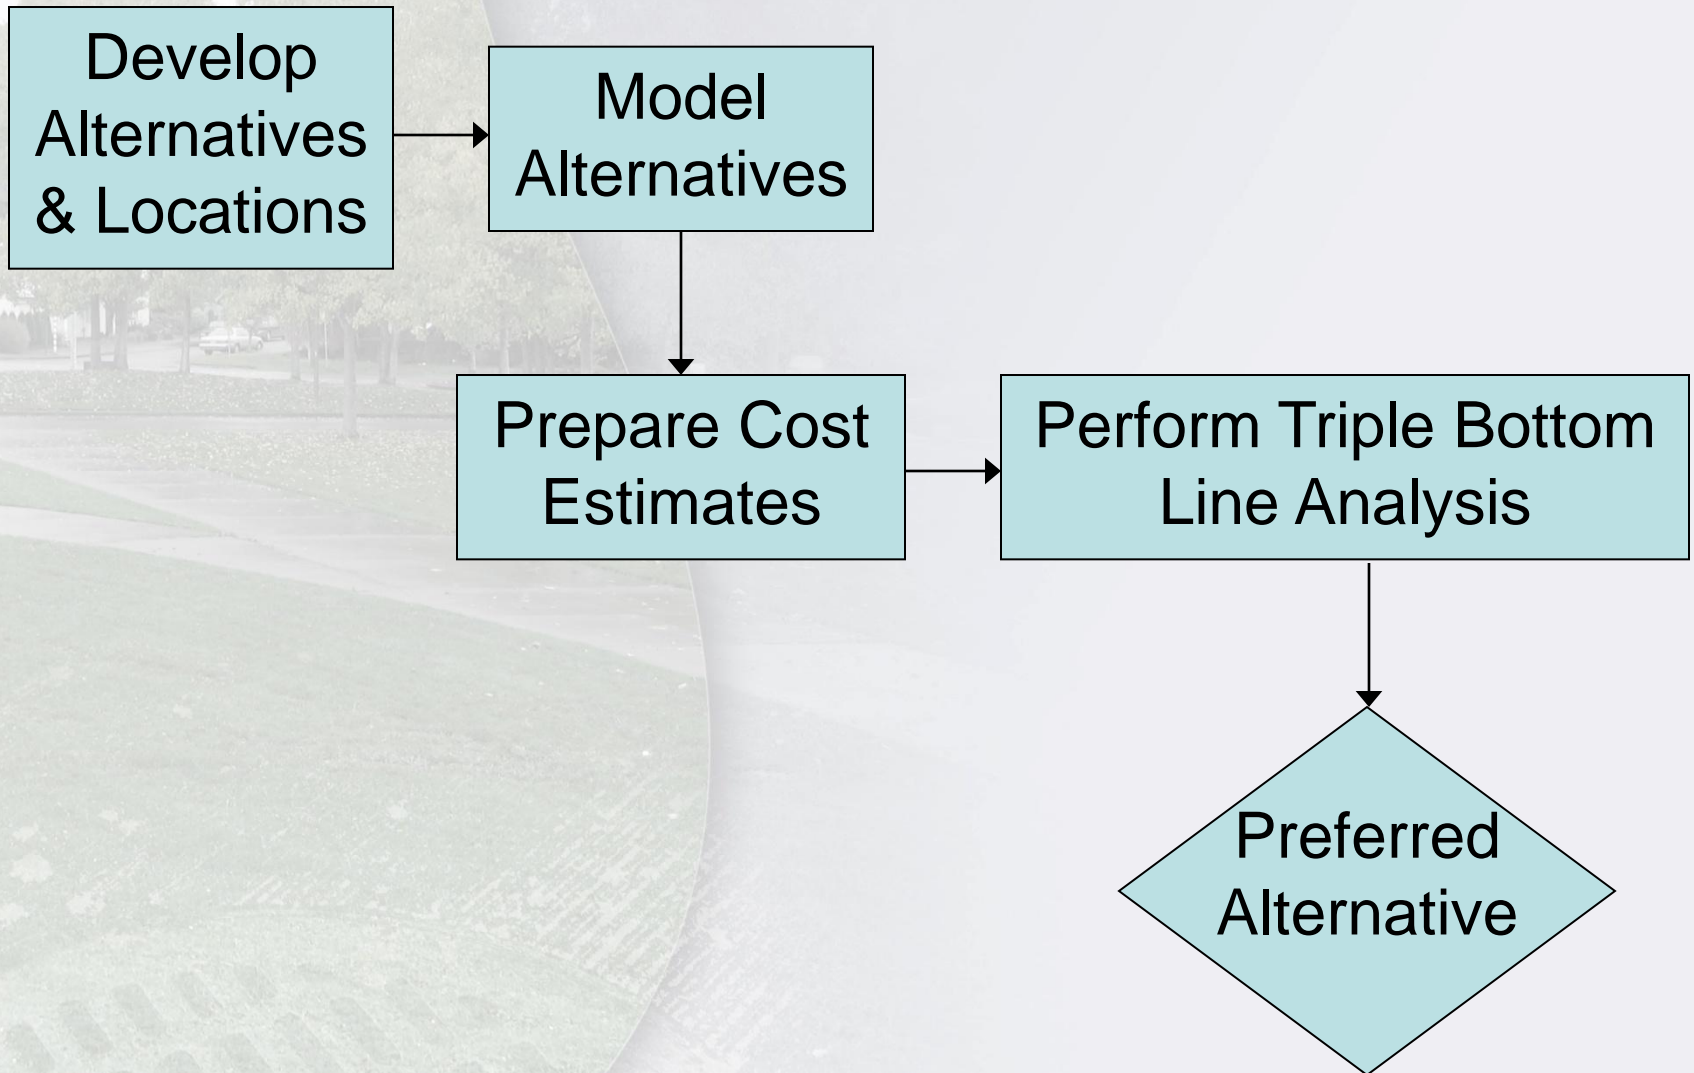 Develop
Alternatives
& Locations
Model
Alternatives
Prepare Cost
Estimates
Perform Triple Bottom
Line Analysis
Preferred
Alternative